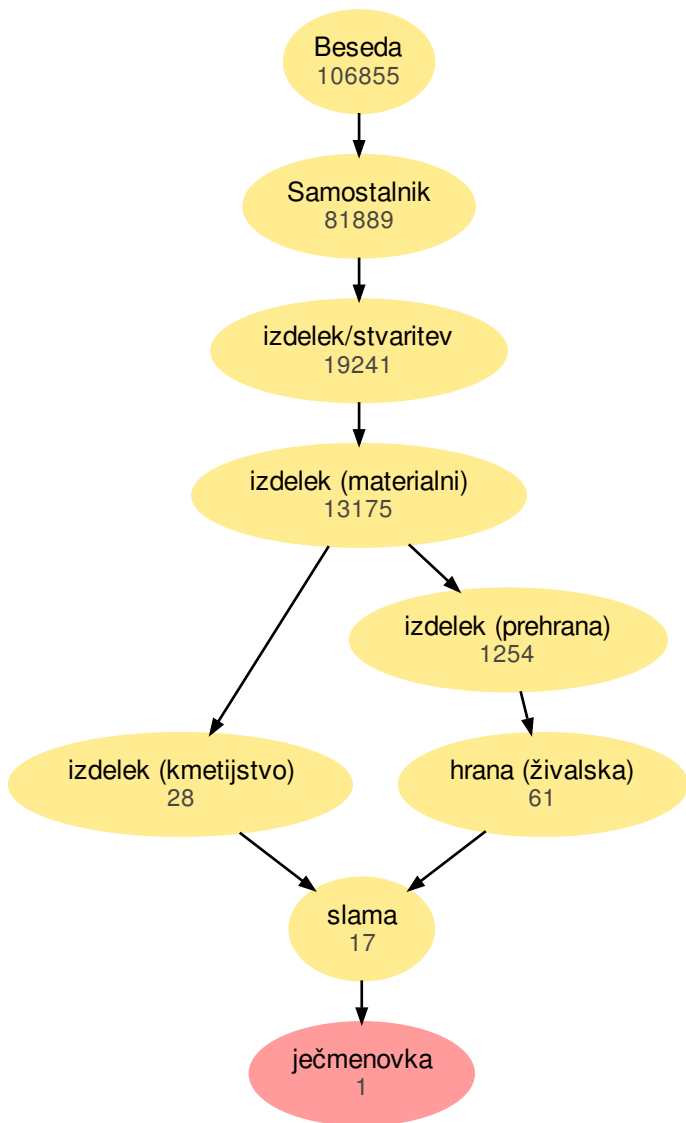 Beseda
106855
Samostalnik
81889
izdelek/stvaritev
19241
izdelek (materialni)
13175
izdelek (prehrana)
1254
izdelek (kmetijstvo)
28
hrana (živalska)
61
slama
17
ječmenovka
1